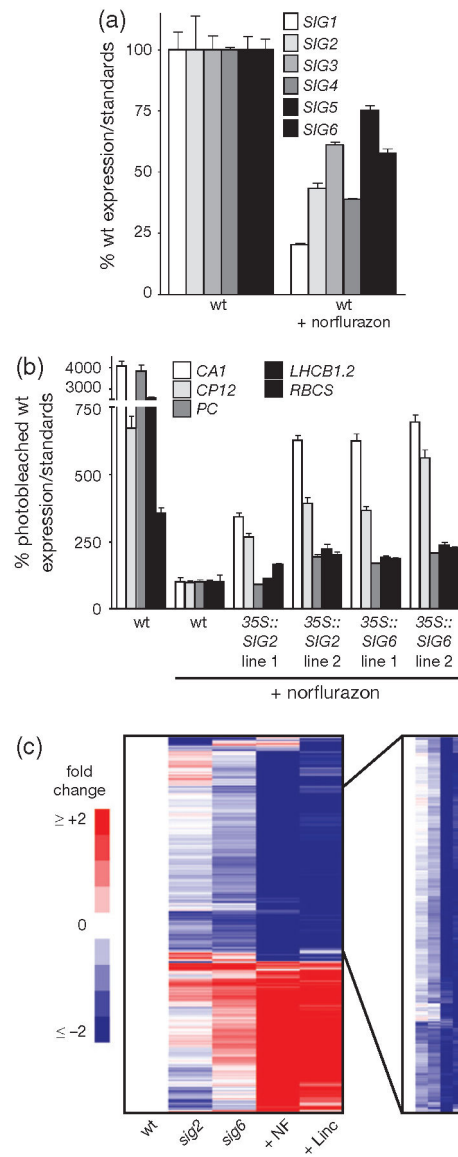 (a)
SIG1
SIG2
SIG3
SIG4
SIG5
SIG6
% wt expression/standards
100
75
50
25
0
wt
wt
+ norflurazon
(b)
CA1
CP12
PC
LHCB1.2
RBCS
% photobleached wt
expression/standards
4000
3000
750
500
250
0
wt
wt
35S::
SIG2
line 1
35S::
SIG2
line 2
35S::
SIG6
line 1
35S::
SIG6
line 2
+ norflurazon
(c)
fold
change
≥ +2
0
≤ −2
wt
sig2
sig6
+ NF
+ Linc